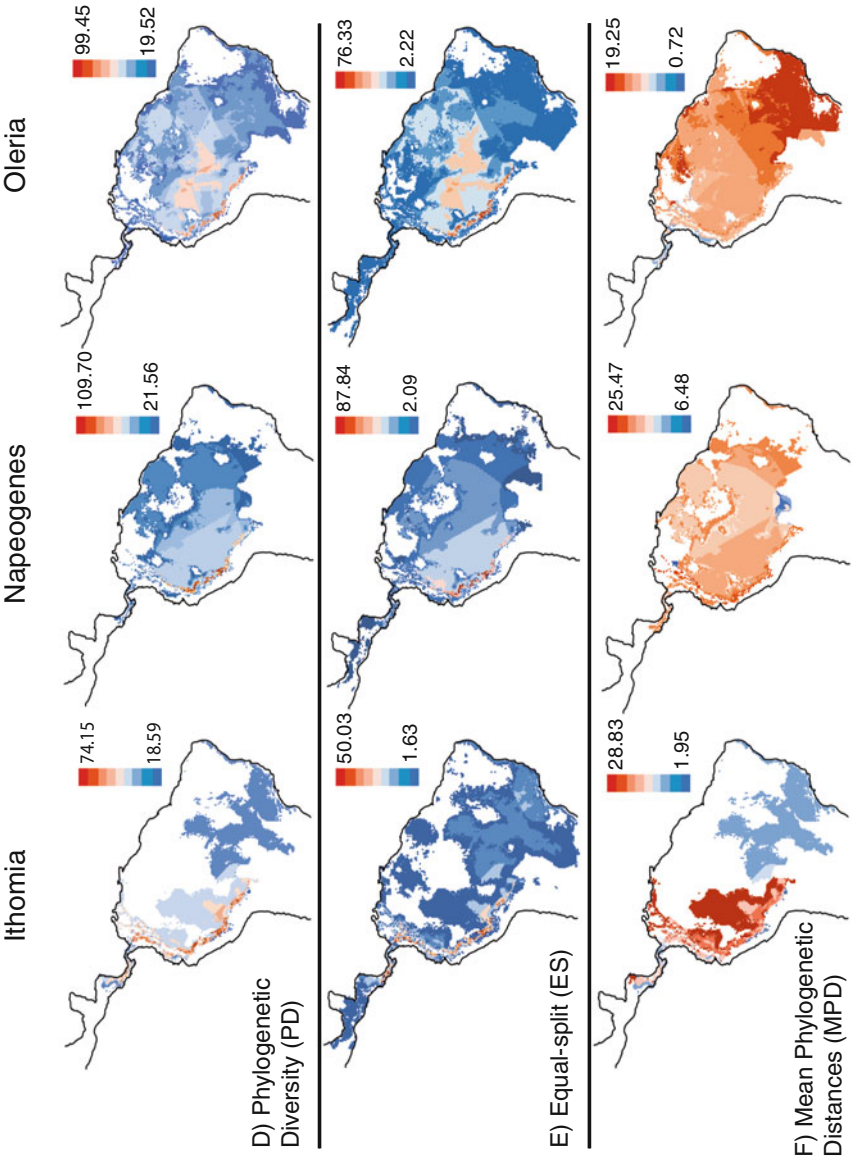 Ithomia
Napeogenes
Oleria
D) Phylogenetic
Diversity (PD)
74.15
18.59
109.70
21.56
99.45
19.52
E) Equal-split (ES)
50.03
1.63
87.84
2.09
76.33
2.22
F) Mean Phylogenetic
Distances (MPD)
28.83
1.95
25.47
6.48
19.25
0.72